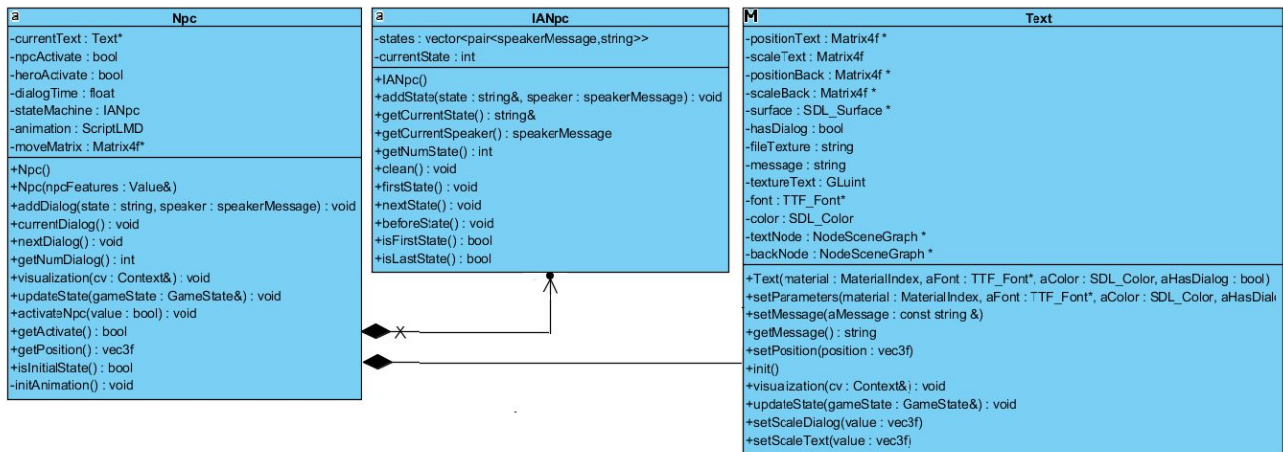 a
Npc
-currentText : Text*
-npcActivate : bool
-heroActivate : bool
-dialogTime : float
-stateMachine : IANpc
-animation : ScriptLMD
-moveMatrix : Matrix4f*
+Npc()
+Npc(npcFeatures : Value&)
+addDialog(state : string, speaker : speakerMessage) : void
+currentDialog() : void
+nextDialog() : void
+getNumDialog() : int
+visualization(cv : Context&) : void
+updateState(gameState : GameState&) : void
+activateNpc(value : bool) : void
+getActivate() : bool
+getPosition() : vec3f
+isInitialState() : bool
-initAnimation() : void
a
IANpc
-states : vector<pair<speakerMessage,string>>
-currentState : int
+IANpc()
+addState(state : string&, speaker : speakerMessage) : void
+getCurrentState() : string&
+getCurrentSpeaker() : speakerMessage
+getNumState() : int
+clean() : void
+firstState() : void
+nextState() : void
+beforeState() : void
+isFirstState() : bool
+isLastState() : bool
M
Text
-positionText : Matrix4f *
-scaleText : Matrix4f
-positionBack : Matrix4f *
-scaleBack : Matrix4f *
-surface : SDL_Surface *
-hasDialog : bool
-fileTexture : string
-message : string
-textureText : GLuint
-font : TTF_Font*
-color : SDL_Color
-textNode : NodeSceneGraph *
-backNode : NodeSceneGraph *
+Text(material : MaterialIndex, aFont : TTF_Font*, aColor : SDL_Color, aHasDialog : bool)
+setParameters(material : MaterialIndex, aFont : TTF_Font*, aColor : SDL_Color, aHasDial
+setMessage(aMessage : const string &)
+getMessage() : string
+setPosition(position : vec3f)
+init()
+visuaization(cv : Context&) : void
+updateState(gameState : GameState&) : void
+setScaleDialog(value : vec3f)
+setScaleText(value : vec3f)